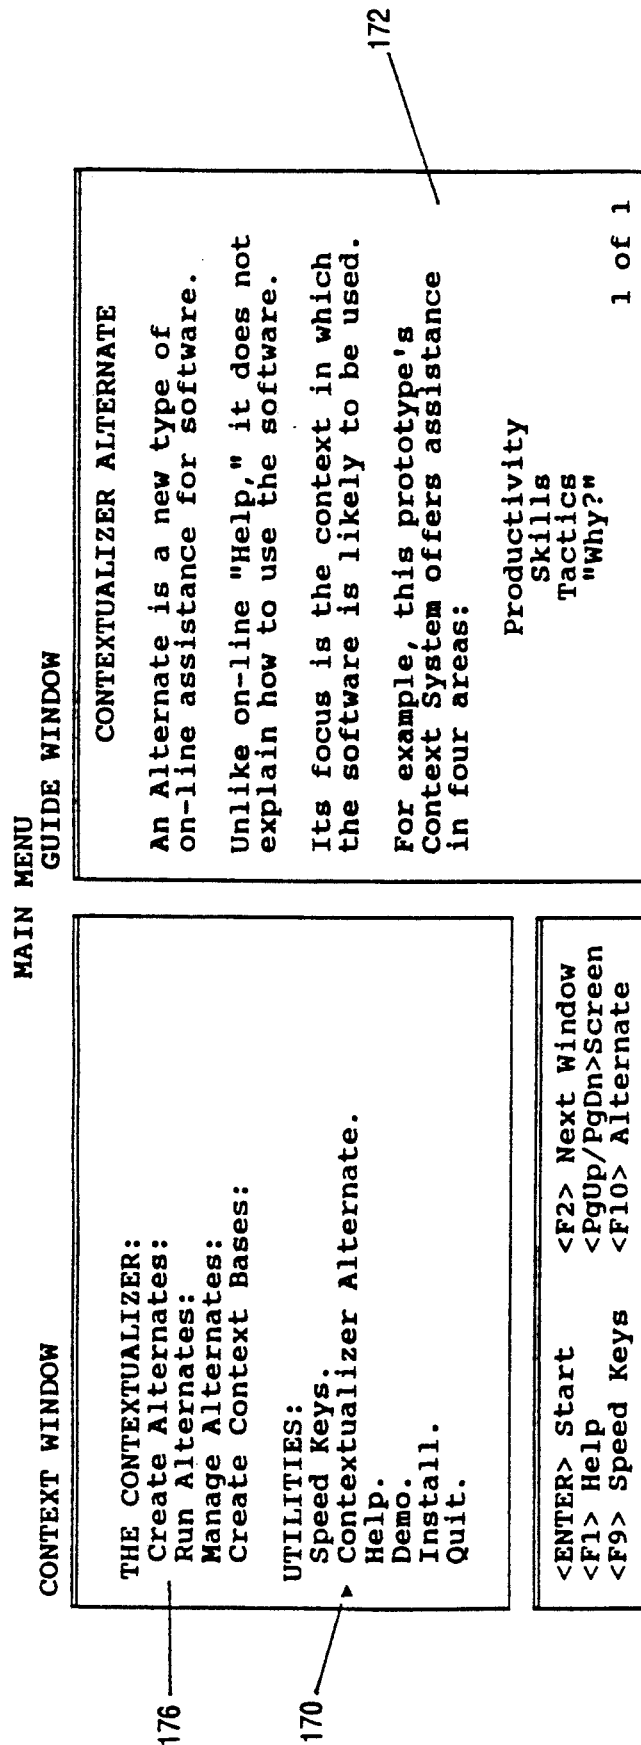 MAIN MENU
CONTEXT WINDOW
THE CONTEXTUALIZER:
Create Alternates:
Run Alternates:
Manage Alternates:
Create Context Bases:
UTILITIES:
Speed Keys.
Contextualizer Alternate.
Help.
Demo.
Install.
Quit.
176
170
<ENTER> Start <F2> Next Window
<F1> Help <PgUp/PgDn>Screen
<F9> Speed Keys <F10> Alternate
GUIDE WINDOW
CONTEXTUALIZER ALTERNATE
An Alternate is a new type of
on-line assistance for software.
Unlike on-line "Help," it does not
explain how to use the software.
Its focus is the context in which
the software is likely to be used.
For example, this prototype's
Context System offers assistance
in four areas:
Productivity
Skills
Tactics
"Why?"
1 of 1
172